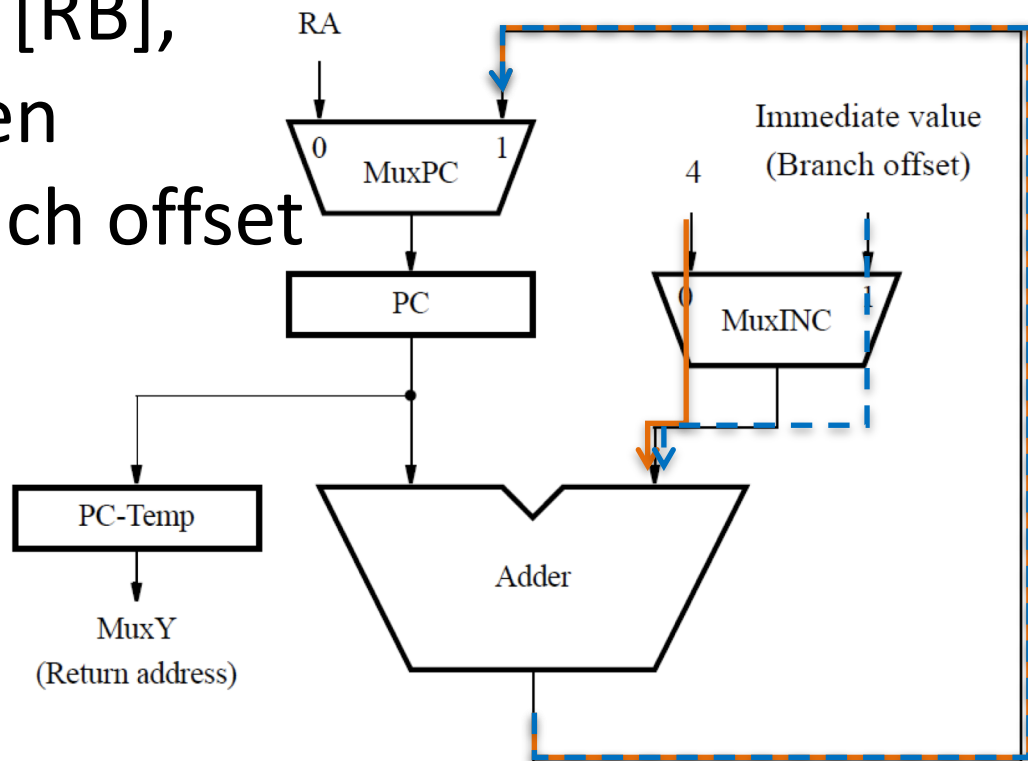 [RB],
en
ch offset
RA
0
1
MuxPC
PC
4
Immediate value
(Branch offset)
0
1
MuxINC
PC-Temp
Adder
MuxY
(Return address)